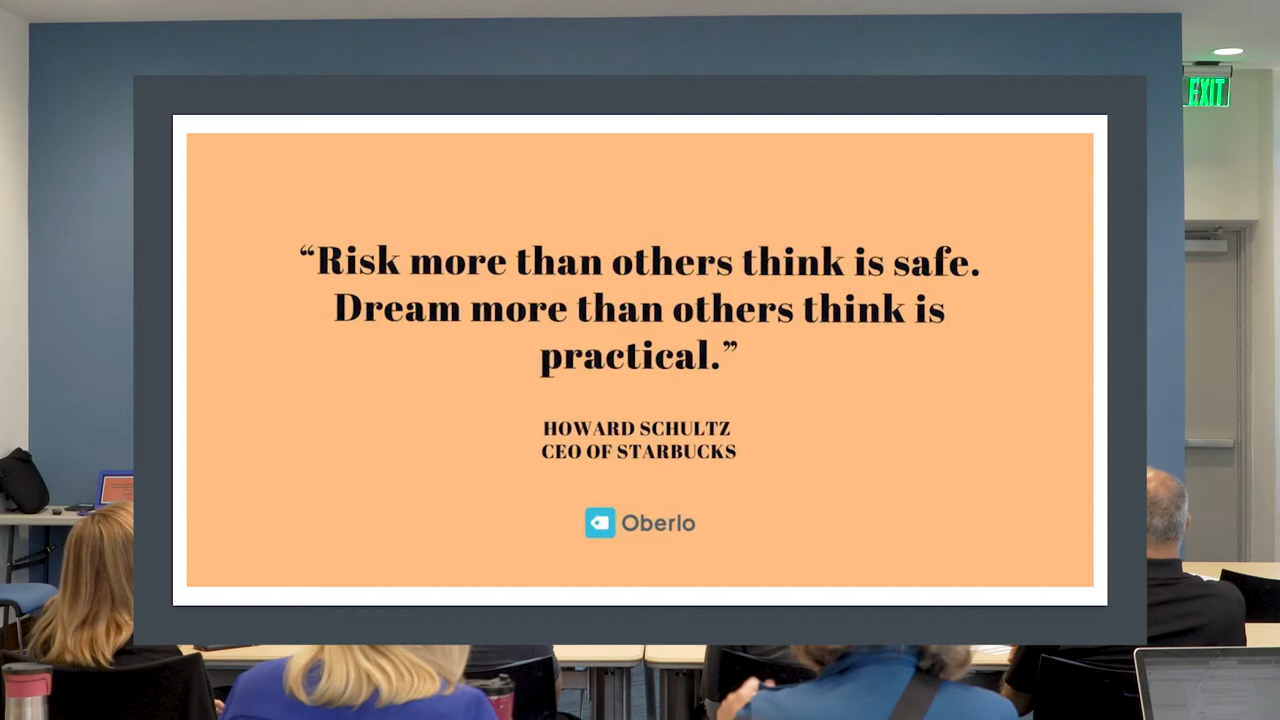 EXIT
“Risk more than others think is safe.
Dream more than others think is
practical.”
HOWARD SCHULTZ
CEO OF STARBUCKS
Oberlo